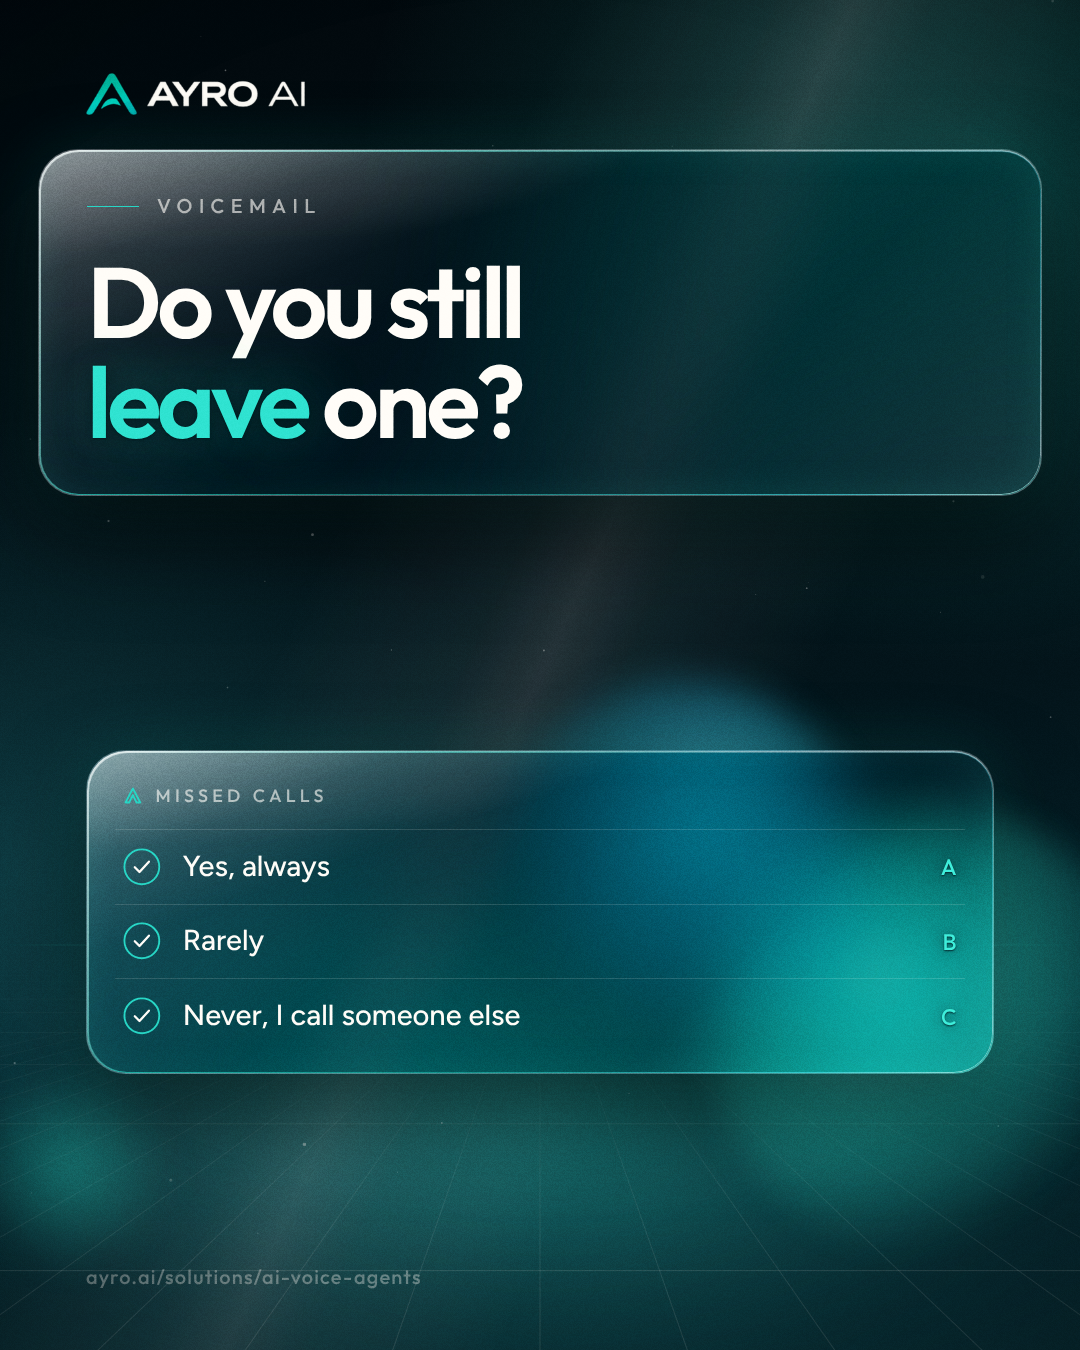 AYRO AI
VOICEMAIL
Do you still
leave one?
MISSED CALLS
Yes, always A
Rarely B
Never, I call someone else C
ayro.ai/solutions/ai-voice-agents